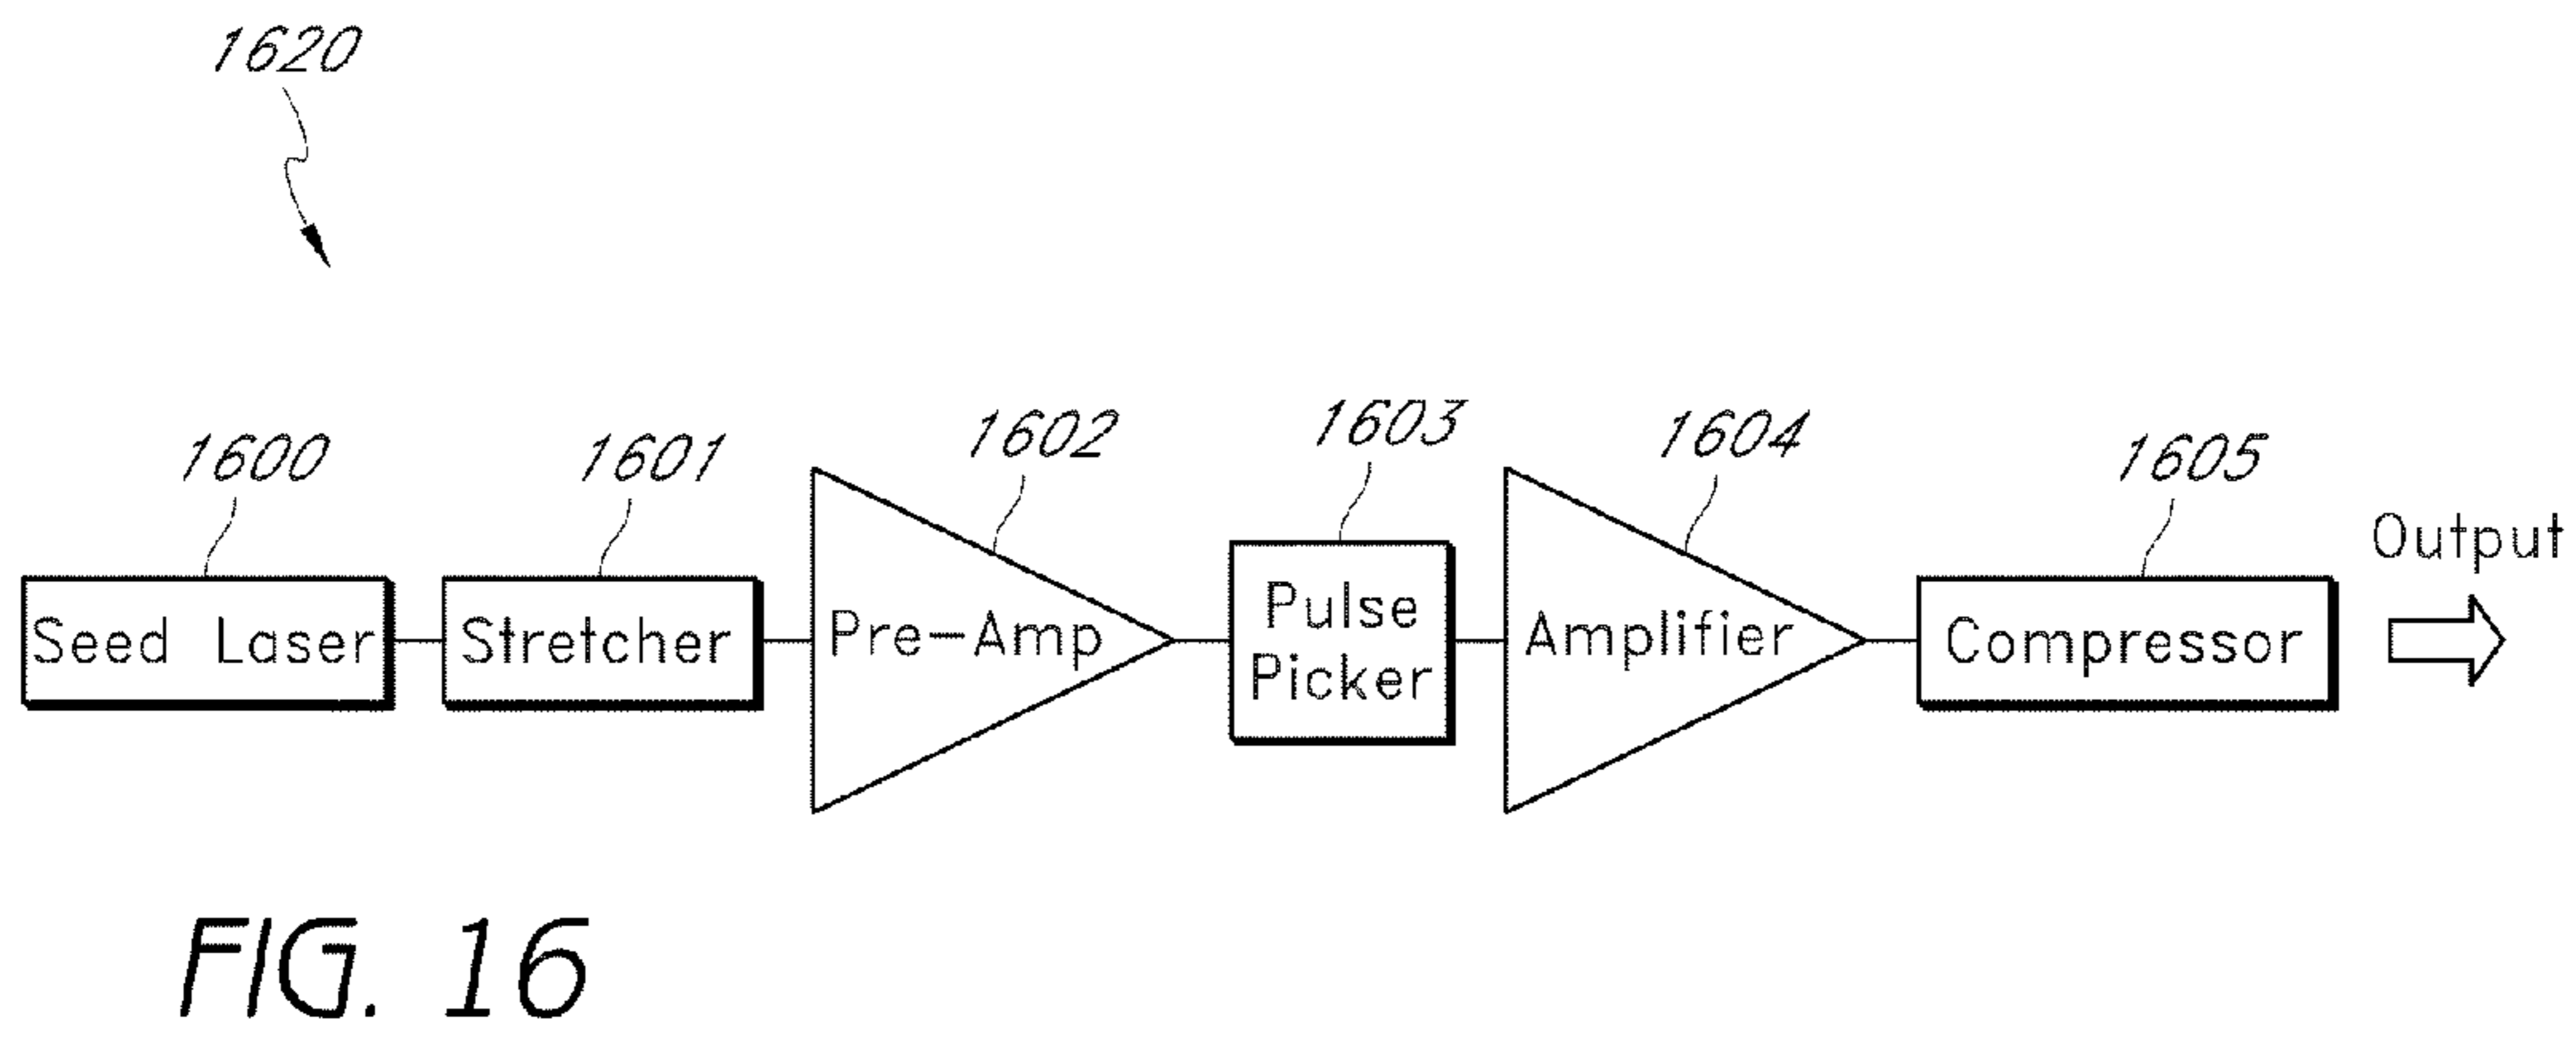 1620
1600
1601
1602
1603
1604
1605
Seed Laser
Stretcher
Pre-Amp
Pulse
Picker
Amplifier
Compressor
Output
FIG. 16